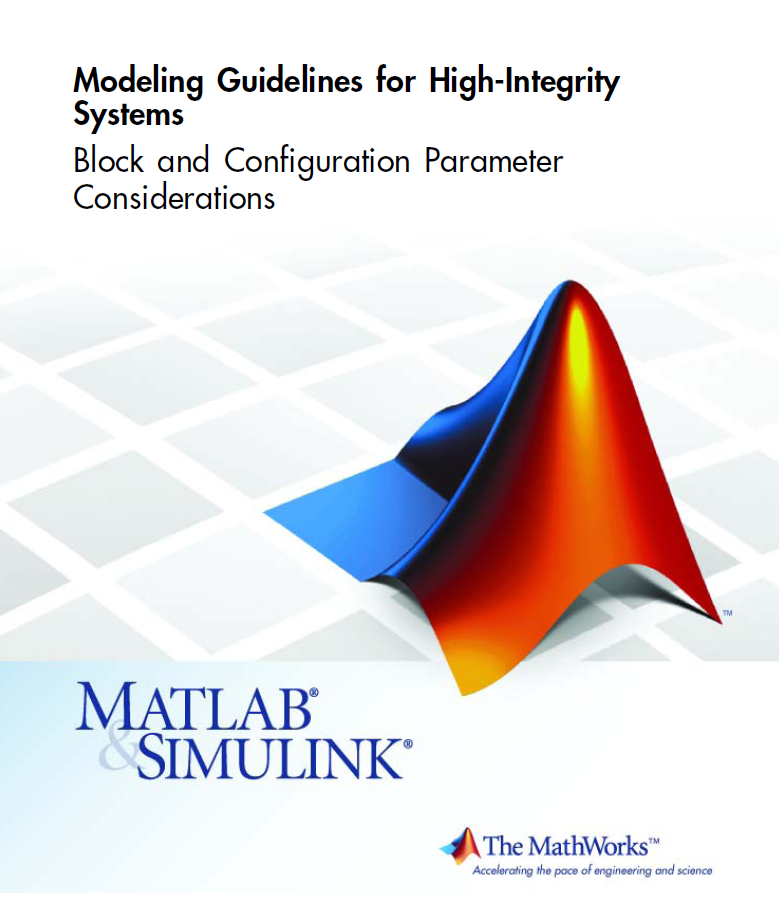 Modeling Guidelines for High-Integrity
Systems
Block and Configuration Parameter
Considerations
™
MATLAB®
&SIMULINK®
The MathWorks™
Accelerating the pace of engineering and science